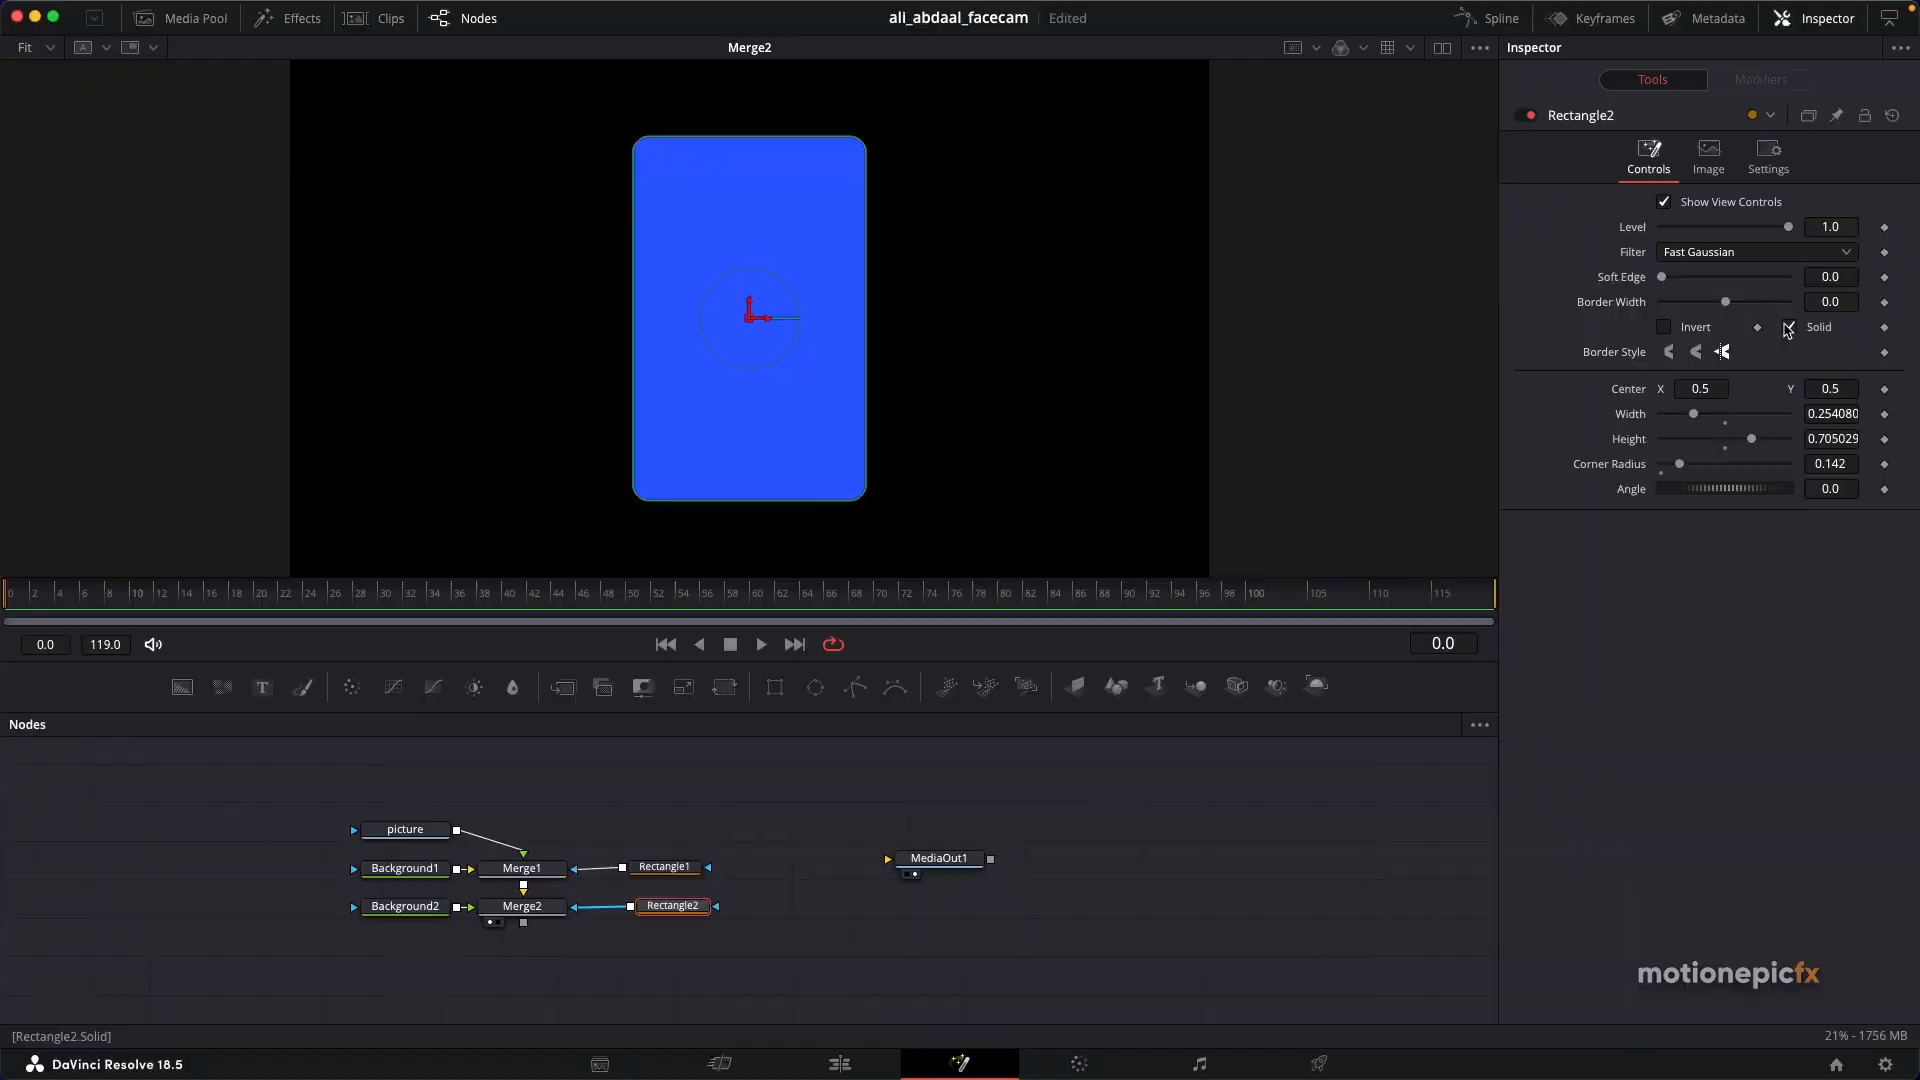 Media Pool
Effects
Clips
Nodes
ali_abdaal_facecam
Edited
Spline
Keyframes
Metadata
Inspector
Fit
A
Merge2
Inspector
Tools
Modifiers
Rectangle2
Controls
Image
Settings
Show View Controls
Level 1.0
Filter Fast Gaussian
Soft Edge 0.0
Border Width 0.0
Invert Solid
Border Style
Center X 0.5 Y 0.5
Width 0.254080
Height 0.705029
Corner Radius 0.142
Angle 0.0
0 2 4 6 8 10 12 14 16 18 20 22 24 26 28 30 32 34 36 38 40 42 44 46 48 50 52 54 56 58 60 62 64 66 68 70 72 74 76 78 80 82 84 86 88 90 92 94 96 98 100 105 110 115
0.0 119.0 0.0
T
Nodes
picture
Background1 Merge1 Rectangle1
MediaOut1
Background2 Merge2 Rectangle2
motionepicfx
[Rectangle2.Solid]
21% - 1756 MB
DaVinci Resolve 18.5